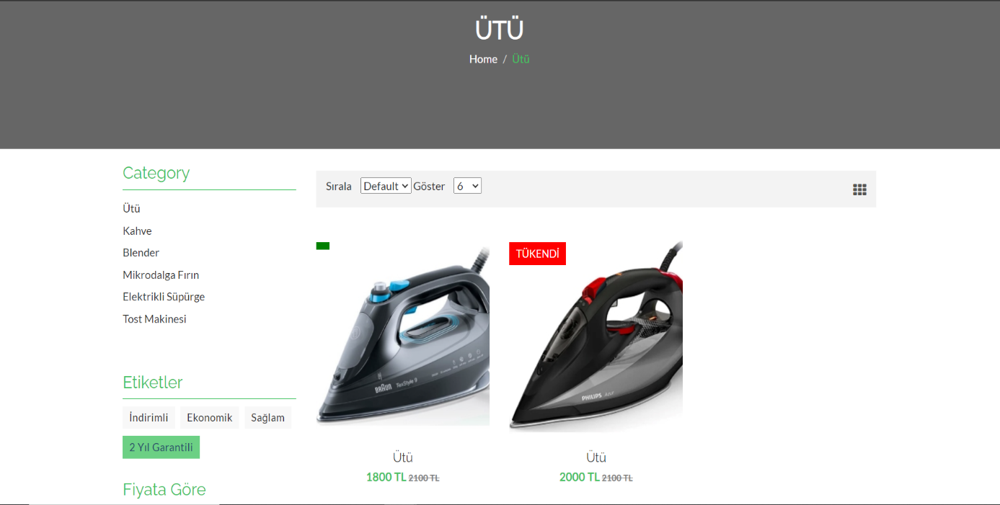 ÜTÜ
Home / Ütü
Category
Ütü
Kahve
Blender
Mikrodalga Fırın
Elektrikli Süpürge
Tost Makinesi
Etiketler
İndirimli Ekonomik Sağlam
2 Yıl Garantili
Fiyata Göre
Sırala Default Göster 6
BRAUN TexStyle 9
Ütü
1800 TL 2100 TL
TÜKENDİ
PHILIPS Azur
Ütü
2000 TL 2100 TL